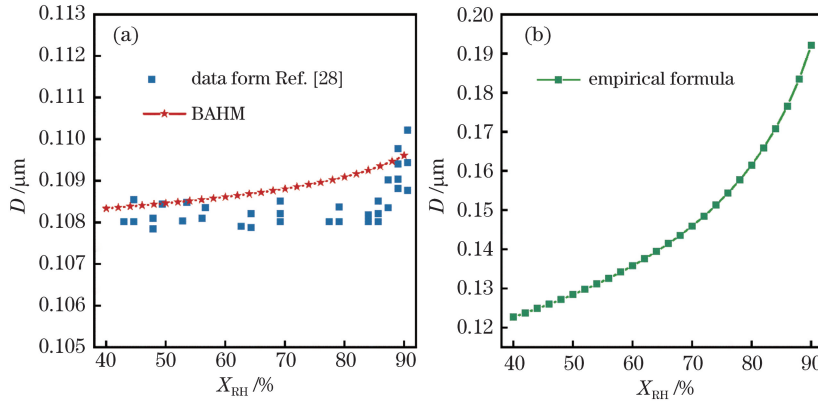 (a)
D /μm
0.113
0.113
0.111
0.110
0.109
0.108
0.107
0.106
0.105
data form Ref. [28]
BAHM
40 50 60 70 80 90
X_RH /%
(b)
D /μm
0.20
0.19
0.18
0.17
0.16
0.15
0.14
0.13
0.12
empirical formula
40 50 60 70 80 90
X_RH /%